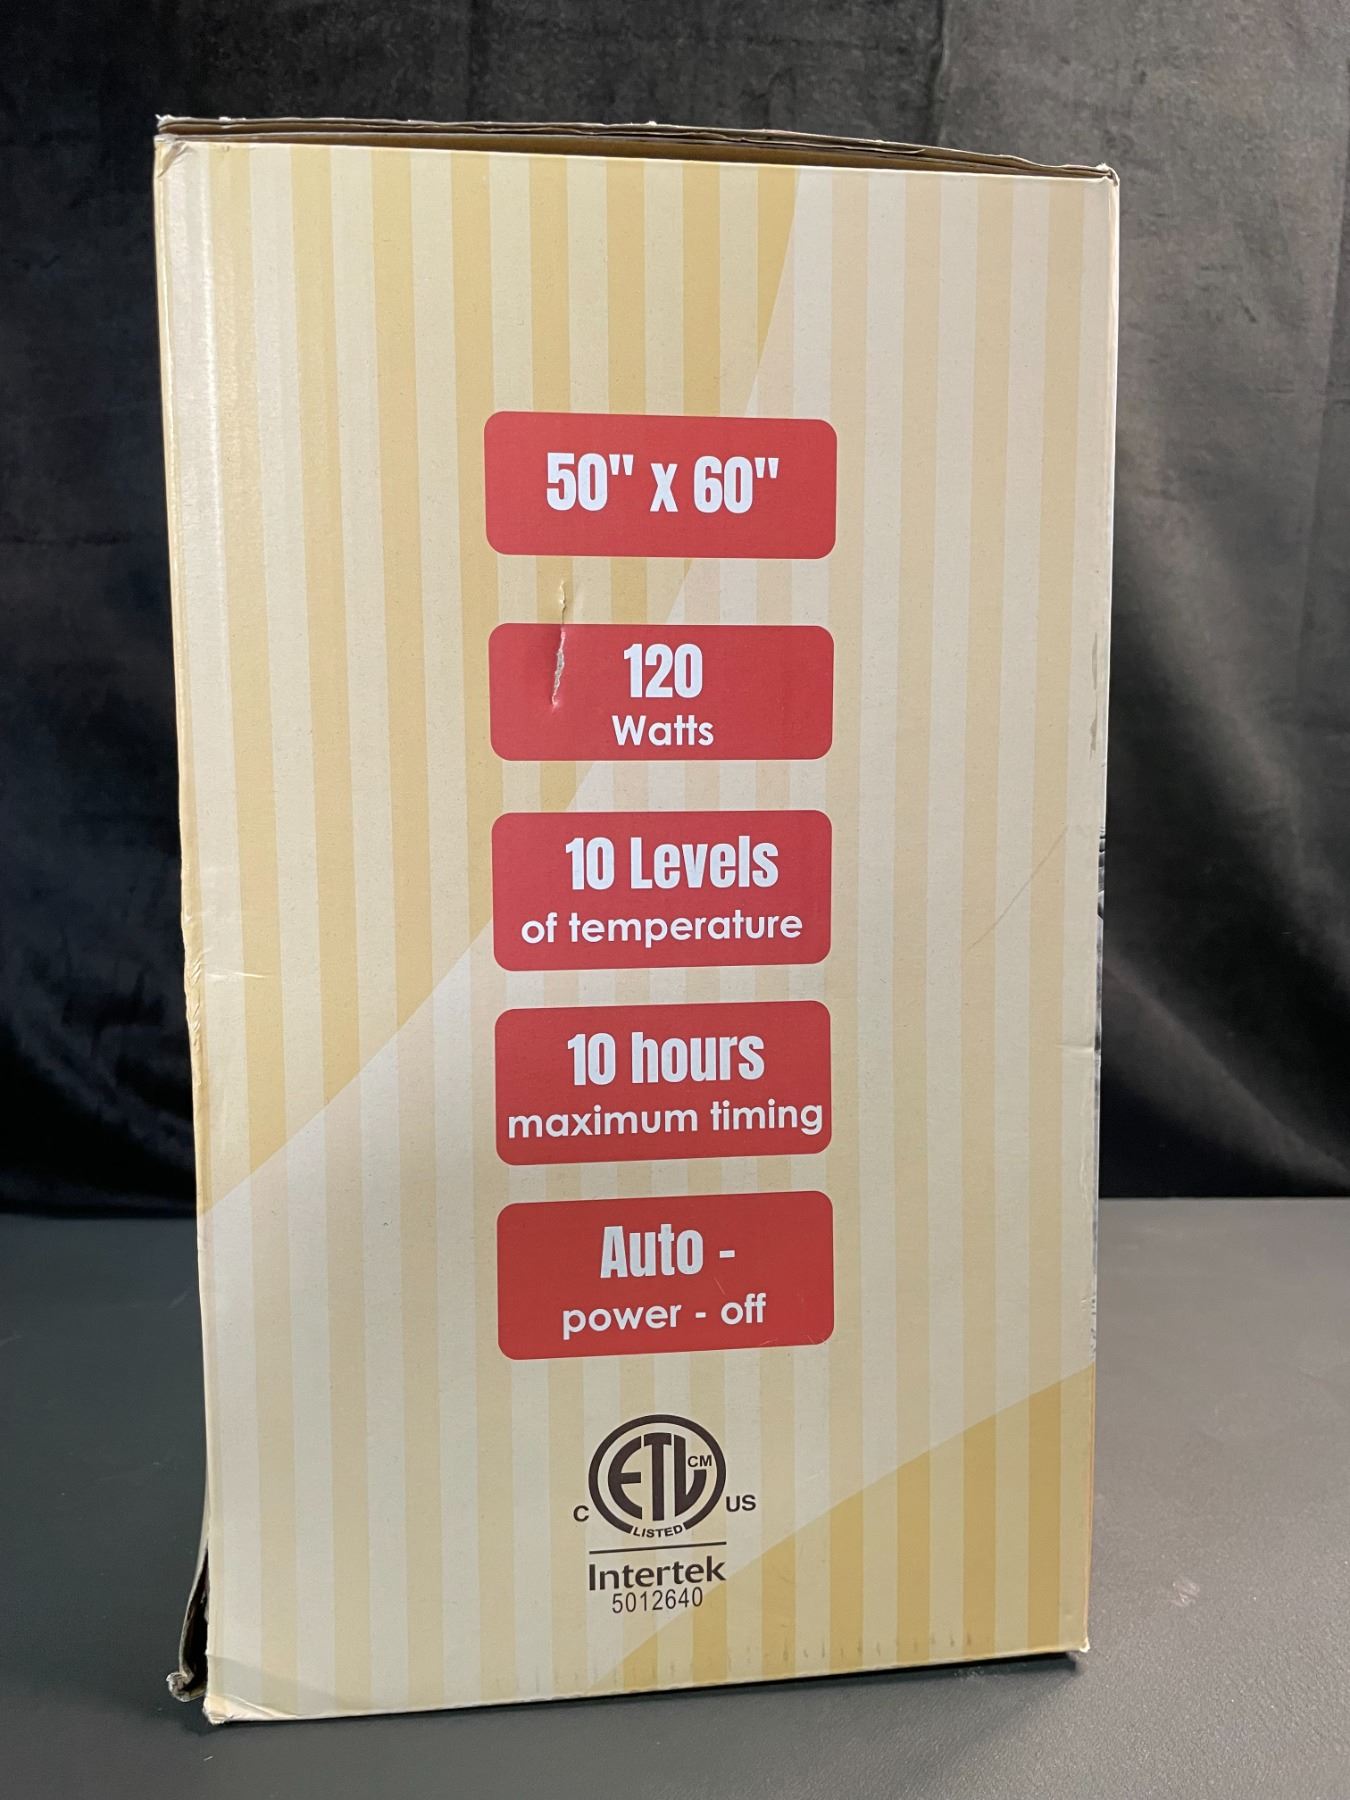 50" x 60"
120
Watts
10 Levels
of temperature
10 hours
maximum timing
Auto -
power - off
ETL CM
C LISTED US
Intertek
5012640